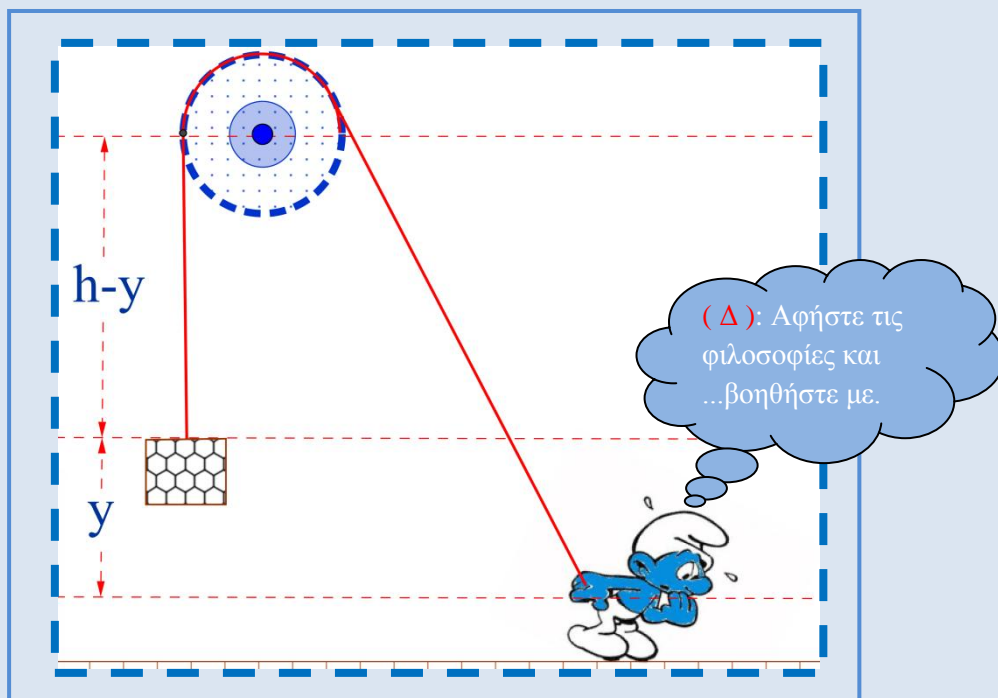 h-y
( Δ ): Αφήστε τις
φιλοσοφίες και
...βοηθήστε με.
y